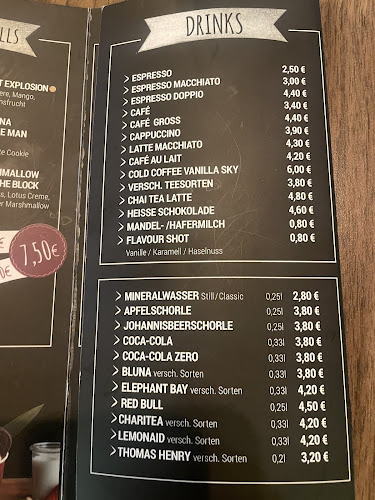 LLS
T EXPLOSION
ere, Mango,
nsfrucht
NA
E MAN
te Cookie
HMALLOW
HE BLOCK
s, Lotus Creme,
er Marshmallow
€
7,50€
0€
DRINKS
> ESPRESSO 2,50 €
> ESPRESSO MACCHIATO 3,00 €
> ESPRESSO DOPPIO 4,40 €
> CAFÉ 3,40 €
> CAFÉ GROSS 4,40 €
> CAPPUCCINO 3,90 €
> LATTE MACCHIATO 4,30 €
> CAFÉ AU LAIT 4,20 €
> COLD COFFEE VANILLA SKY 6,00 €
> VERSCH. TEESORTEN 3,80 €
> CHAI TEA LATTE 4,80 €
> HEISSE SCHOKOLADE 4,60 €
> MANDEL-/HAFERMILCH 0,80 €
> FLAVOUR SHOT 0,80 €
Vanille / Karamell / Haselnuss
> MINERALWASSER Still/Classic 0,25l 2,80 €
> APFELSCHORLE 0,25l 3,80 €
> JOHANNISBEERSCHORLE 0,25l 3,80 €
> COCA-COLA 0,33l 3,80 €
> COCA-COLA ZERO 0,33l 3,80 €
> BLUNA versch. Sorten 0,33l 3,80 €
> ELEPHANT BAY versch. Sorten 0,33l 4,20 €
> RED BULL 0,25l 4,50 €
> CHARITEA versch. Sorten 0,33l 4,20 €
> LEMONAID versch. Sorten 0,33l 4,20 €
> THOMAS HENRY versch. Sorten 0,2l 3,20 €